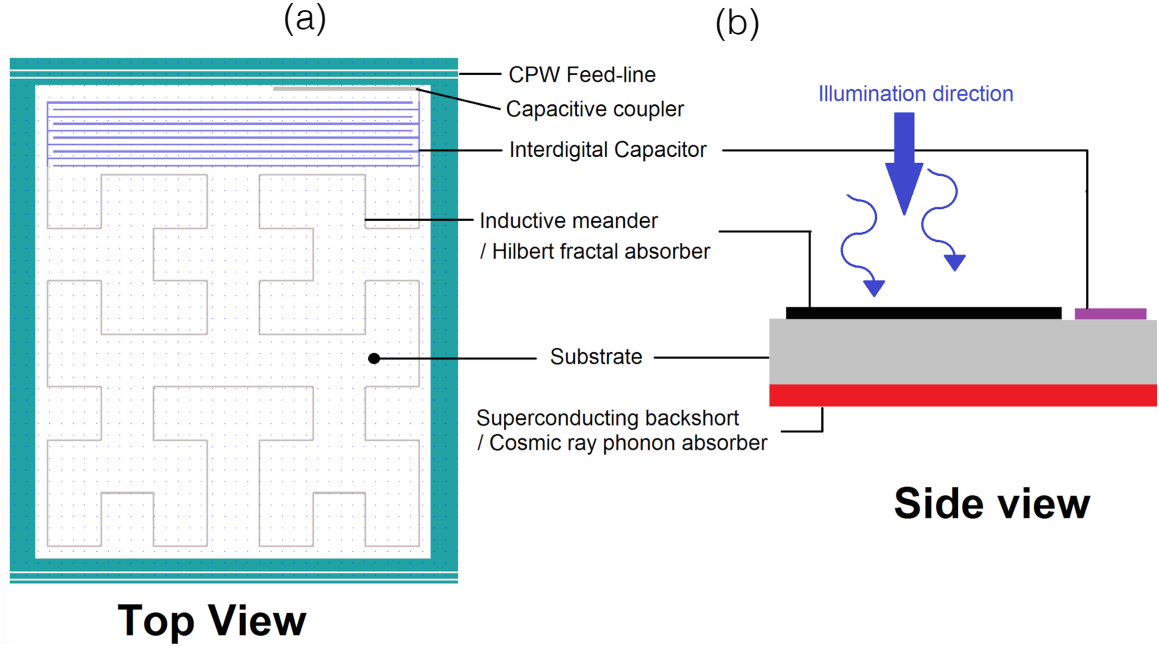 (a)
(b)
CPW Feed-line
Capacitive coupler
Interdigital Capacitor
Illumination direction
Inductive meander
/ Hilbert fractal absorber
Substrate
Superconducting backshort
/ Cosmic ray phonon absorber
Side view
Top View